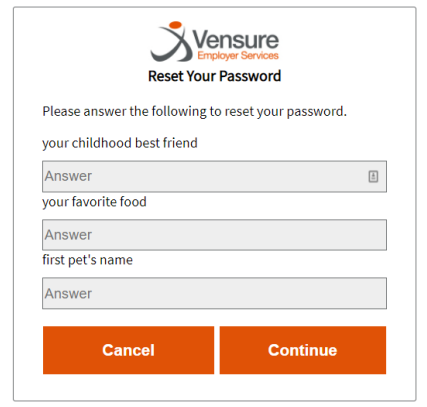 Vensure
Employer Services
Reset Your Password
Please answer the following to reset your password.
your childhood best friend
Answer
your favorite food
Answer
first pet's name
Answer
Cancel Continue